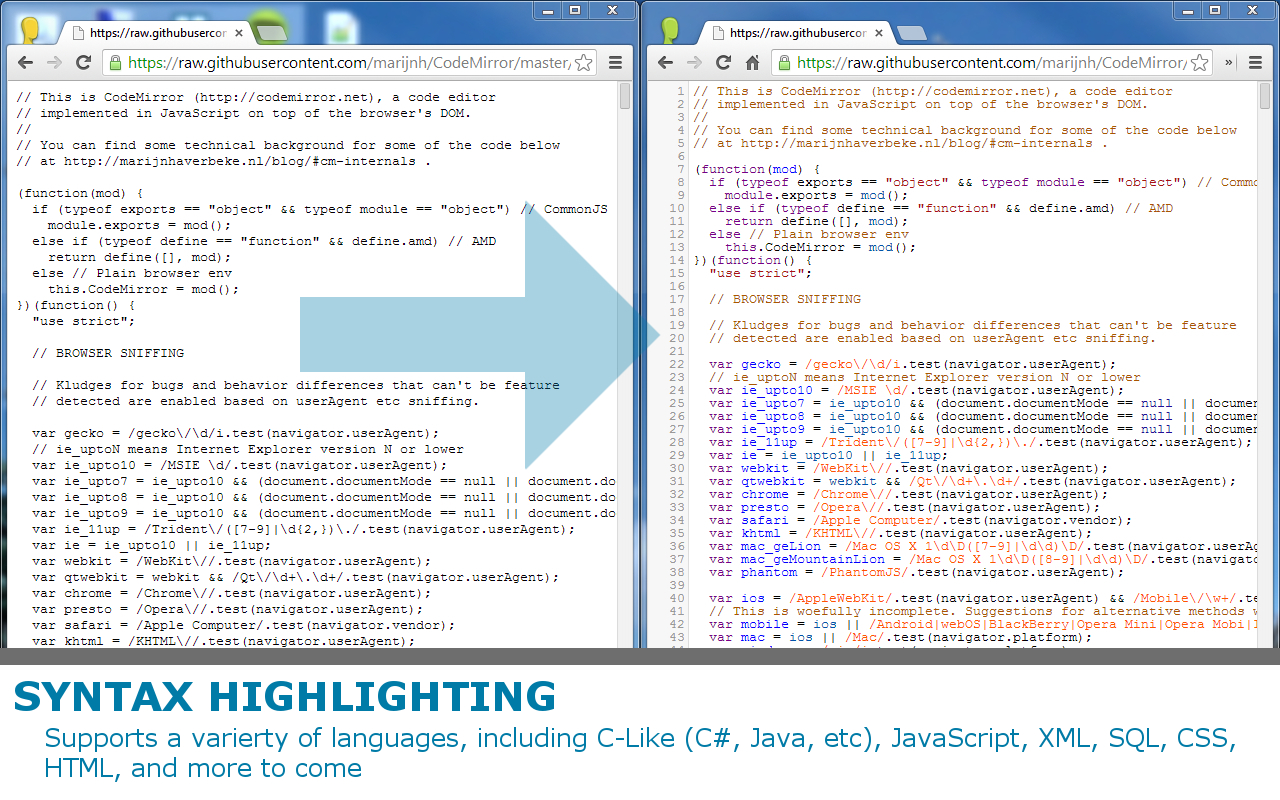 https://raw.githubusercor
https://raw.githubusercontent.com/marijnh/CodeMirror/master/
// This is CodeMirror (http://codemirror.net), a code editor
// implemented in JavaScript on top of the browser's DOM.
//
// You can find some technical background for some of the code below
// at http://marijnhaverbeke.nl/blog/#cm-internals .
(function(mod) {
if (typeof exports == "object" && typeof module == "object") // CommonJS
module.exports = mod();
else if (typeof define == "function" && define.amd) // AMD
return define([], mod);
else // Plain browser env
this.CodeMirror = mod();
})(function() {
"use strict";
// BROWSER SNIFFING
// Kludges for bugs and behavior differences that can't be feature
// detected are enabled based on userAgent etc sniffing.
var gecko = /gecko\/\d/i.test(navigator.userAgent);
// ie_uptoN means Internet Explorer version N or lower
var ie_upto10 = /MSIE \d/.test(navigator.userAgent);
var ie_upto7 = ie_upto10 && (document.documentMode == null || document.do
var ie_upto8 = ie_upto10 && (document.documentMode == null || document.do
var ie_upto9 = ie_upto10 && (document.documentMode == null || document.do
var ie_11up = /Trident\/([7-9]|\d{2,})\./.test(navigator.userAgent);
var ie = ie_upto10 || ie_11up;
var webkit = /WebKit\//.test(navigator.userAgent);
var qtwebkit = webkit && /Qt\/\d+\.\d+/.test(navigator.userAgent);
var chrome = /Chrome\//.test(navigator.userAgent);
var presto = /Opera\//.test(navigator.userAgent);
var safari = /Apple Computer/.test(navigator.vendor);
var khtml = /KHTML\//.test(navigator.userAgent);
https://raw.githubusercor
https://raw.githubusercontent.com/marijnh/CodeMirror/
1 // This is CodeMirror (http://codemirror.net), a code editor
2 // implemented in JavaScript on top of the browser's DOM.
3 //
4 // You can find some technical background for some of the code below
5 // at http://marijnhaverbeke.nl/blog/#cm-internals .
6
7 (function(mod) {
8 if (typeof exports == "object" && typeof module == "object") // Commo
9 module.exports = mod();
10 else if (typeof define == "function" && define.amd) // AMD
11 return define([], mod);
12 else // Plain browser env
13 this.CodeMirror = mod();
14 })(function() {
15 "use strict";
16
17 // BROWSER SNIFFING
18
19 // Kludges for bugs and behavior differences that can't be feature
20 // detected are enabled based on userAgent etc sniffing.
21
22 var gecko = /gecko\/\d/i.test(navigator.userAgent);
23 // ie_uptoN means Internet Explorer version N or lower
24 var ie_upto10 = /MSIE \d/.test(navigator.userAgent);
25 var ie_upto7 = ie_upto10 && (document.documentMode == null || documen
26 var ie_upto8 = ie_upto10 && (document.documentMode == null || documen
27 var ie_upto9 = ie_upto10 && (document.documentMode == null || documen
28 var ie_11up = /Trident\/([7-9]|\d{2,})\./.test(navigator.userAgent);
29 var ie = ie_upto10 || ie_11up;
30 var webkit = /WebKit\//.test(navigator.userAgent);
31 var qtwebkit = webkit && /Qt\/\d+\.\d+/.test(navigator.userAgent);
32 var chrome = /Chrome\//.test(navigator.userAgent);
33 var presto = /Opera\//.test(navigator.userAgent);
34 var safari = /Apple Computer/.test(navigator.vendor);
35 var khtml = /KHTML\//.test(navigator.userAgent);
36 var mac_geLion = /Mac OS X 1\d\D([7-9]|\d\d)\D/.test(navigator.userAg
37 var mac_geMountainLion = /Mac OS X 1\d\D([8-9]|\d\d)\D/.test(navigato
38 var phantom = /PhantomJS/.test(navigator.userAgent);
39
40 var ios = /AppleWebKit/.test(navigator.userAgent) && /Mobile\/\w+/.te
41 // This is woefully incomplete. Suggestions for alternative methods w
42 var mobile = ios || /Android|webOS|BlackBerry|Opera Mini|Opera Mobi|I
43 var mac = ios || /Mac/.test(navigator.platform);
SYNTAX HIGHLIGHTING
Supports a varierty of languages, including C-Like (C#, Java, etc), JavaScript, XML, SQL, CSS,
HTML, and more to come